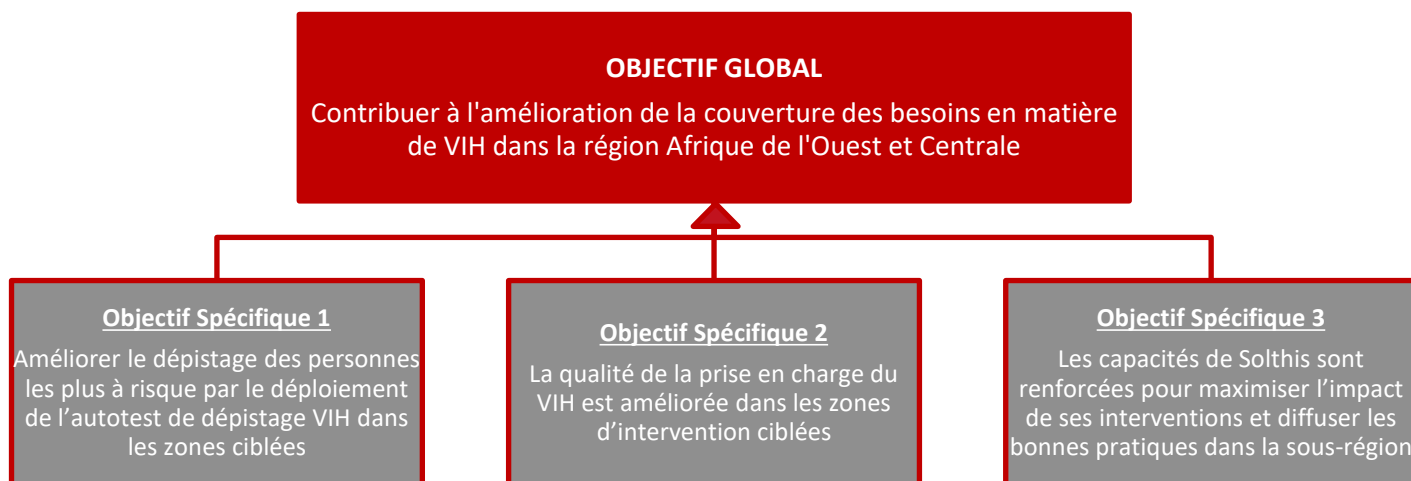 OBJECTIF GLOBAL
Contribuer à l'amélioration de la couverture des besoins en matière
de VIH dans la région Afrique de l'Ouest et Centrale
Objectif Spécifique 1
Améliorer le dépistage des personnes
les plus à risque par le déploiement
de l’autotest de dépistage VIH dans
les zones ciblées
Objectif Spécifique 2
La qualité de la prise en charge du
VIH est améliorée dans les zones
d’intervention ciblées
Objectif Spécifique 3
Les capacités de Solthis sont
renforcées pour maximiser l’impact
de ses interventions et diffuser les
bonnes pratiques dans la sous-région